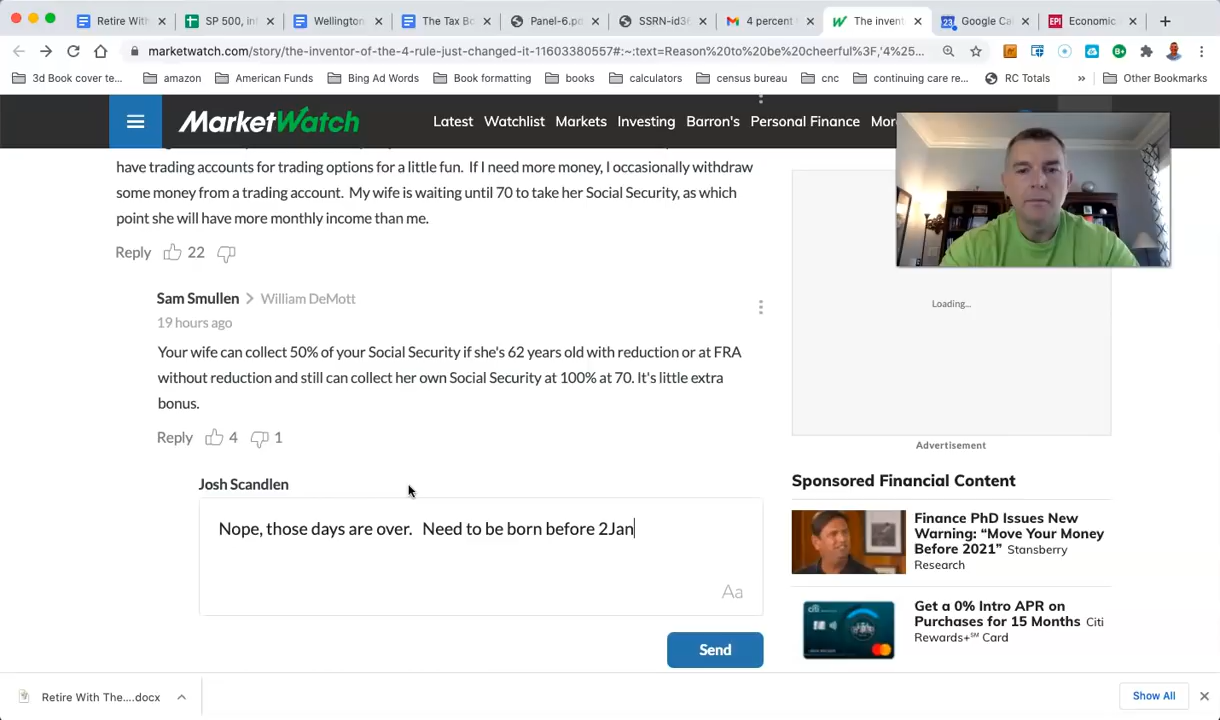 Retire With
SP 500, inf
Wellington
The Tax Bo
Panel-6.pd
SSRN-id36
4 percent
The invent
Google Ca
Economic
marketwatch.com/story/the-inventor-of-the-4-rule-just-changed-it-11603380557#:~:text=Reason%20to%20be%20cheerful%3F,'4%25...
3d Book cover te...
amazon
American Funds
Bing Ad Words
Book formatting
books
calculators
census bureau
cnc
continuing care re...
RC Totals
»
Other Bookmarks
MarketWatch
Latest Watchlist Markets Investing Barron's Personal Finance
have trading accounts for trading options for a little fun. If I need more money, I occasionally withdraw
some money from a trading account. My wife is waiting until 70 to take her Social Security, as which
point she will have more monthly income than me.
Reply 22
Sam Smullen > William DeMott
19 hours ago
Your wife can collect 50% of your Social Security if she's 62 years old with reduction or at FRA
without reduction and still can collect her own Social Security at 100% at 70. It's little extra
bonus.
Reply 4 1
Josh Scandlen
Nope, those days are over. Need to be born before 2Jan
Aa
Send
Loading...
Advertisement
Sponsored Financial Content
Finance PhD Issues New
Warning: “Move Your Money
Before 2021” Stansberry
Research
citi
Get a 0% Intro APR on
Purchases for 15 Months Citi
Rewards+℠ Card
Retire With The....docx
Show All